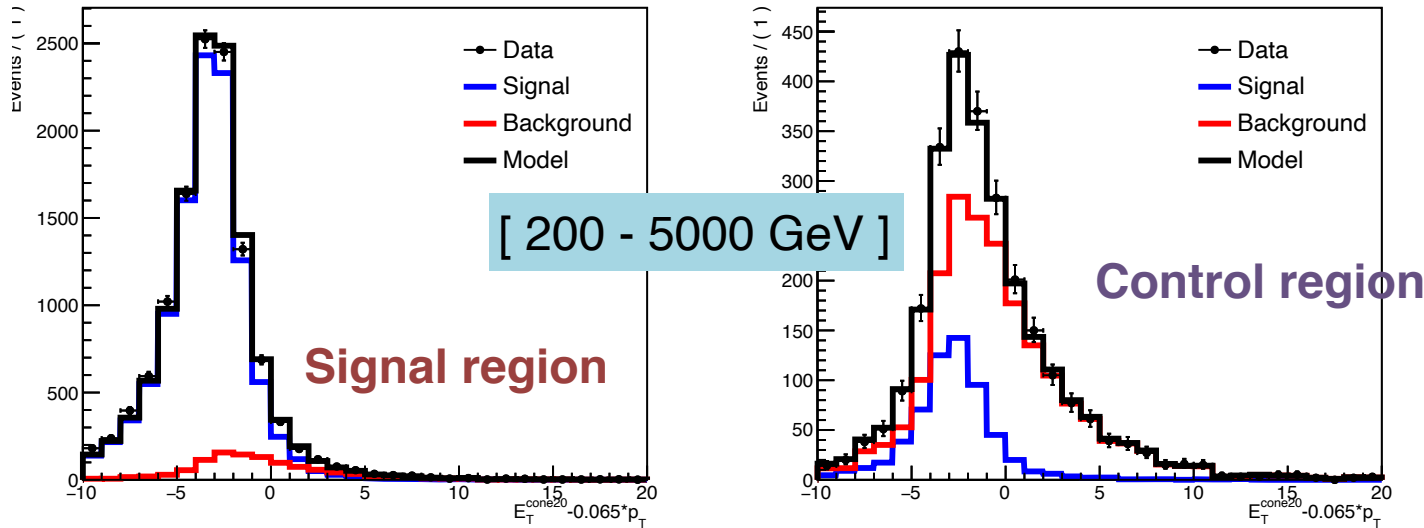 Events / ( 1 )
2500
2000
1500
1000
500
0
Data
Signal
Background
Model
Signal region
−10 −5 0 5 10 15 20
E_T^cone20-0.065*p_T
[ 200 - 5000 GeV ]
Events / ( 1 )
450
400
350
300
250
200
150
100
50
0
Data
Signal
Background
Model
Control region
−10 −5 0 5 10 15 20
E_T^cone20-0.065*p_T